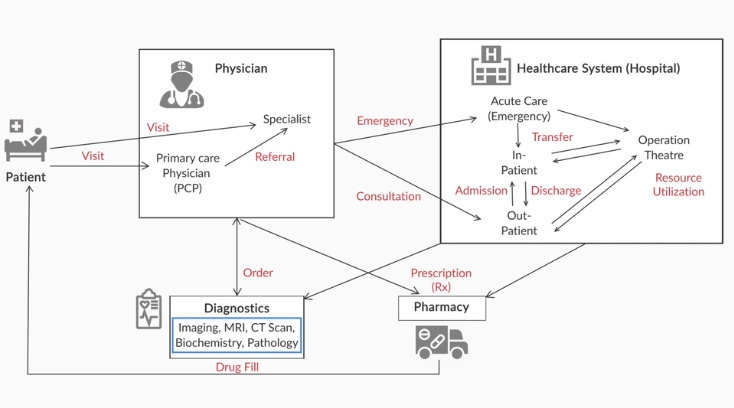 Physician
Healthcare System (Hospital)
H
Acute Care
(Emergency)
Specialist
Emergency
Visit
Transfer
Operation
Theatre
Visit
Primary care
Physician
(PCP)
Referral
In-
Patient
Patient
Resource
Utilization
Consultation
Admission
Discharge
Out-
Patient
Order
Prescription
(Rx)
Diagnostics
Pharmacy
Imaging, MRI, CT Scan,
Biochemistry, Pathology
Drug Fill